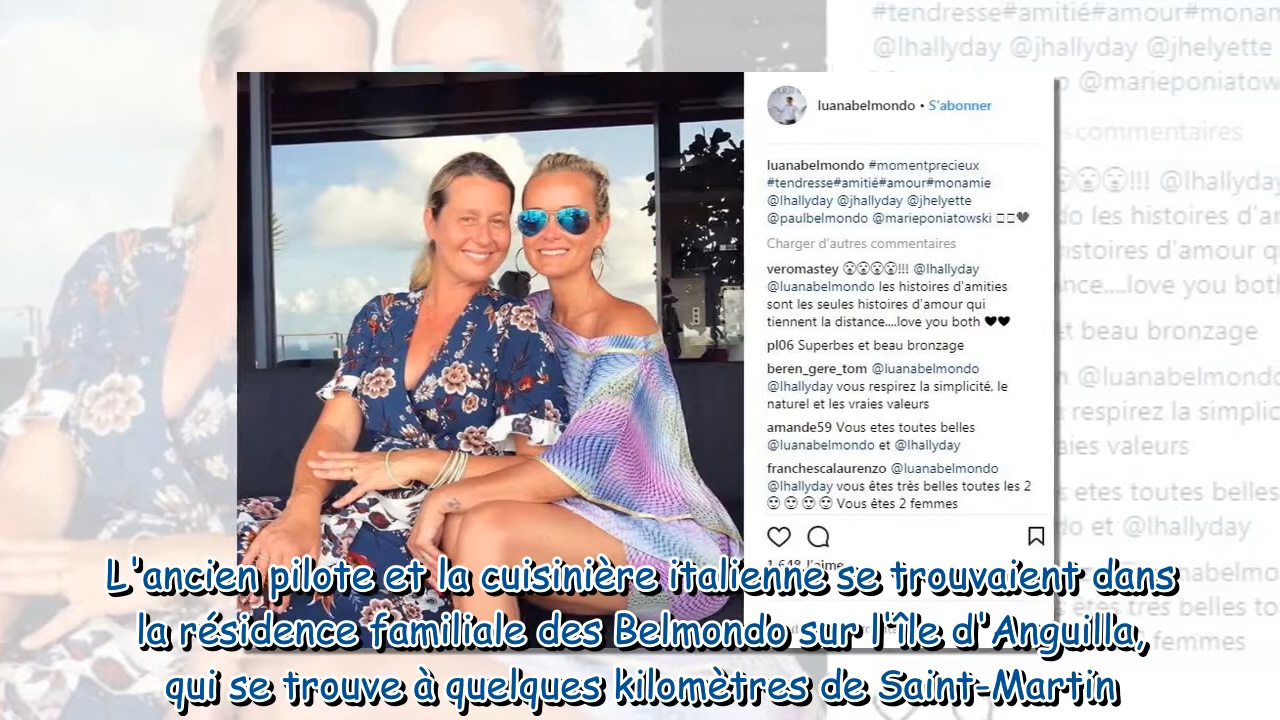 luanabelmondo • S'abonner
luanabelmondo #momentprecieux
#tendresse#amitié#amour#monamie
@lhallyday @jhallyday @jhelyette
@paulbelmondo @marieponiatowski
Charger d'autres commentaires
veromastey 😮😮😮😮!!! @lhallyday
@luanabelmondo les histoires d'amities
sont les seules histoires d'amour qui
tiennent la distance....love you both ♥♥
pl06 Superbes et beau bronzage
beren_gere_tom @luanabelmondo
@lhallyday vous respirez la simplicité, le
naturel et les vraies valeurs
amande59 Vous etes toutes belles
@luanabelmondo et @lhallyday
franchescalaurenzo @luanabelmondo
@lhallyday vous êtes très belles toutes les 2
Vous êtes 2 femmes
L'ancien pilote et la cuisinière italienne se trouvaient dans
la résidence familiale des Belmondo sur l'île d'Anguilla,
qui se trouve à quelques kilomètres de Saint-Martin